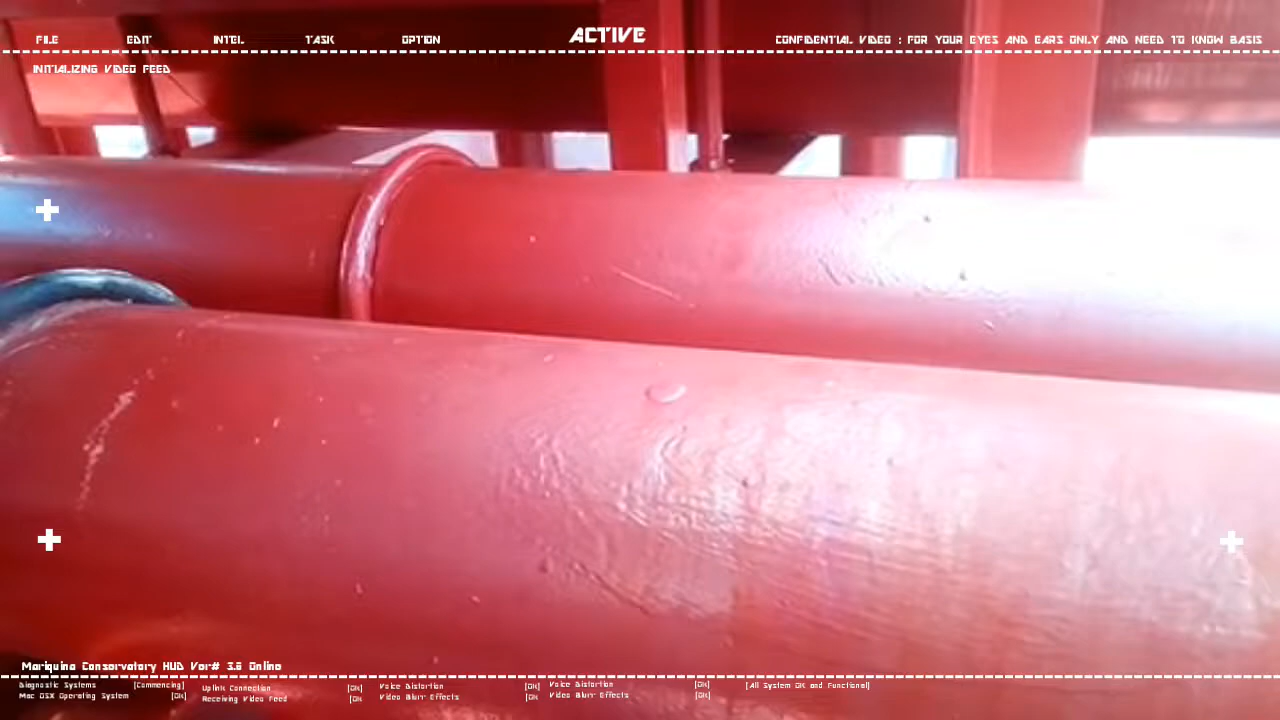 FILE EDIT INTEL TASK OPTION ACTIVE CONFIDENTIAL VIDEO : FOR YOUR EYES AND EARS ONLY AND NEED TO KNOW BASIS
INITIALIZING VIDEO FEED
Mariquina Conservatory HUD Ver# 3.6 Online
Diagnostic Systems [Commencing]
Mac OSX Operating System [OK]
Uplink Connection [OK]
Receiving Video Feed [OK
Voice Distortion [OK]
Video Blurr Effects [OK
Voice Distortion [OK]
Video Blurr Effects [OK]
[All System OK and Functional]